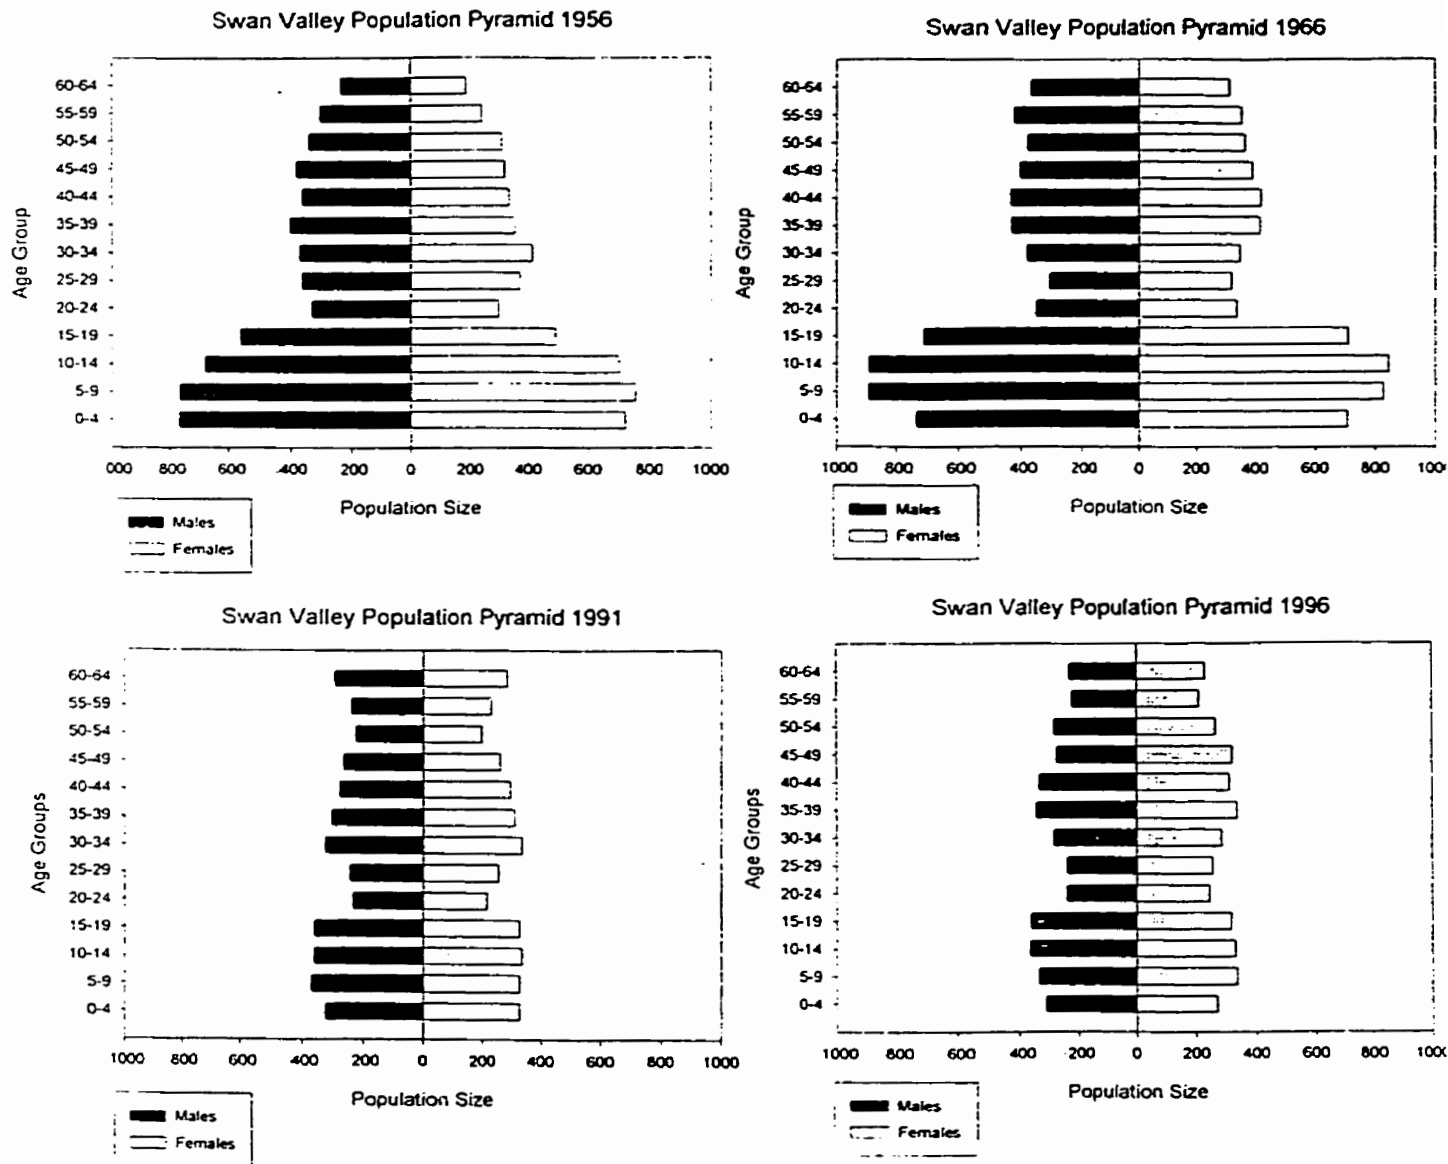 Swan Valley Population Pyramid 1956
Age Group
60-64
55-59
50-54
45-49
40-44
35-39
30-34
25-29
20-24
15-19
10-14
5-9
0-4
000 800 600 400 200 0 200 400 600 800 1000
Population Size
Males
Females
Swan Valley Population Pyramid 1966
Age Group
60-64
55-59
50-54
45-49
40-44
35-39
30-34
25-29
20-24
15-19
10-14
5-9
0-4
1000 800 600 400 200 0 200 400 600 800 100
Population Size
Males
Females
Swan Valley Population Pyramid 1991
Age Groups
60-64
55-59
50-54
45-49
40-44
35-39
30-34
25-29
20-24
15-19
10-14
5-9
0-4
1000 800 600 400 200 0 200 400 600 800 1000
Population Size
Males
Females
Swan Valley Population Pyramid 1996
Age Groups
60-64
55-59
50-54
45-49
40-44
35-39
30-34
25-29
20-24
15-19
10-14
5-9
0-4
1000 800 600 400 200 0 200 400 600 800 100
Population Size
Males
Females